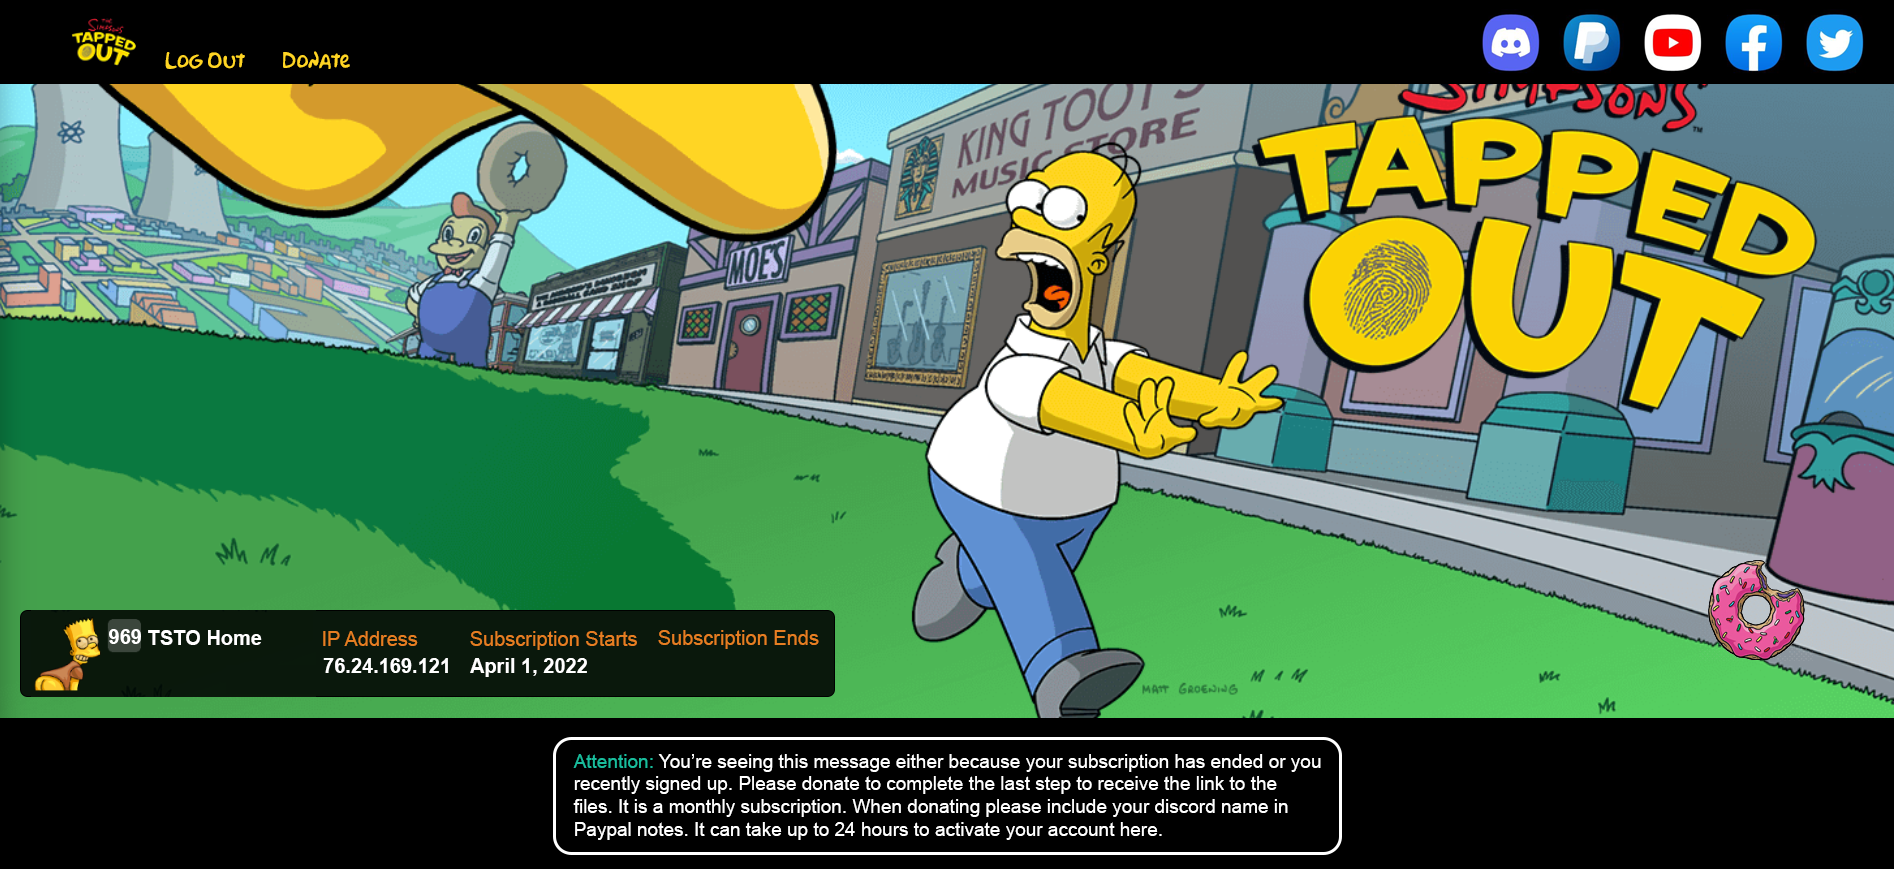 THE
Simpsons
TAPPED
OUT
Log Out
Donate
SIMPSONS
TM
TAPPED
OUT
KING TOOT'S
MUSIC STORE
MOE'S
969 TSTO Home
IP Address
76.24.169.121
Subscription Starts
April 1, 2022
Subscription Ends
MATT GROENING
Attention: You’re seeing this message either because your subscription has ended or you
recently signed up. Please donate to complete the last step to receive the link to the
files. It is a monthly subscription. When donating please include your discord name in
Paypal notes. It can take up to 24 hours to activate your account here.